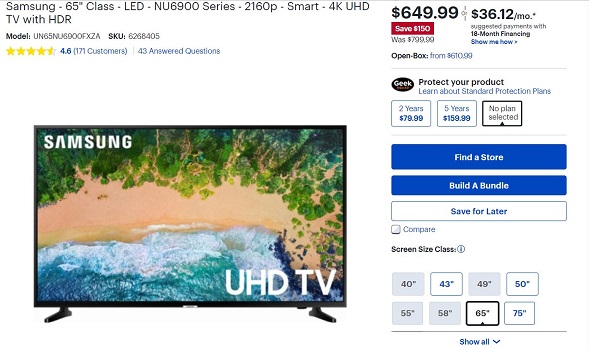 Samsung - 65" Class - LED - NU6900 Series - 2160p - Smart - 4K UHD
TV with HDR
Model: UN65NU6900FXZA SKU: 6268405
4.6 (171 Customers) 43 Answered Questions
$649.99
Save $150
Was $799.99
or
$36.12/mo.*
suggested payments with
18-Month Financing
Show me how >
Open-Box: from $610.99
Geek
Protect your product
Learn about Standard Protection Plans
2 Years
$79.99
5 Years
$159.99
No plan
selected
SAMSUNG
UHD TV
Find a Store
Build A Bundle
Save for Later
Compare
Screen Size Class:
40" 43" 49" 50"
55" 58" 65" 75"
Show all